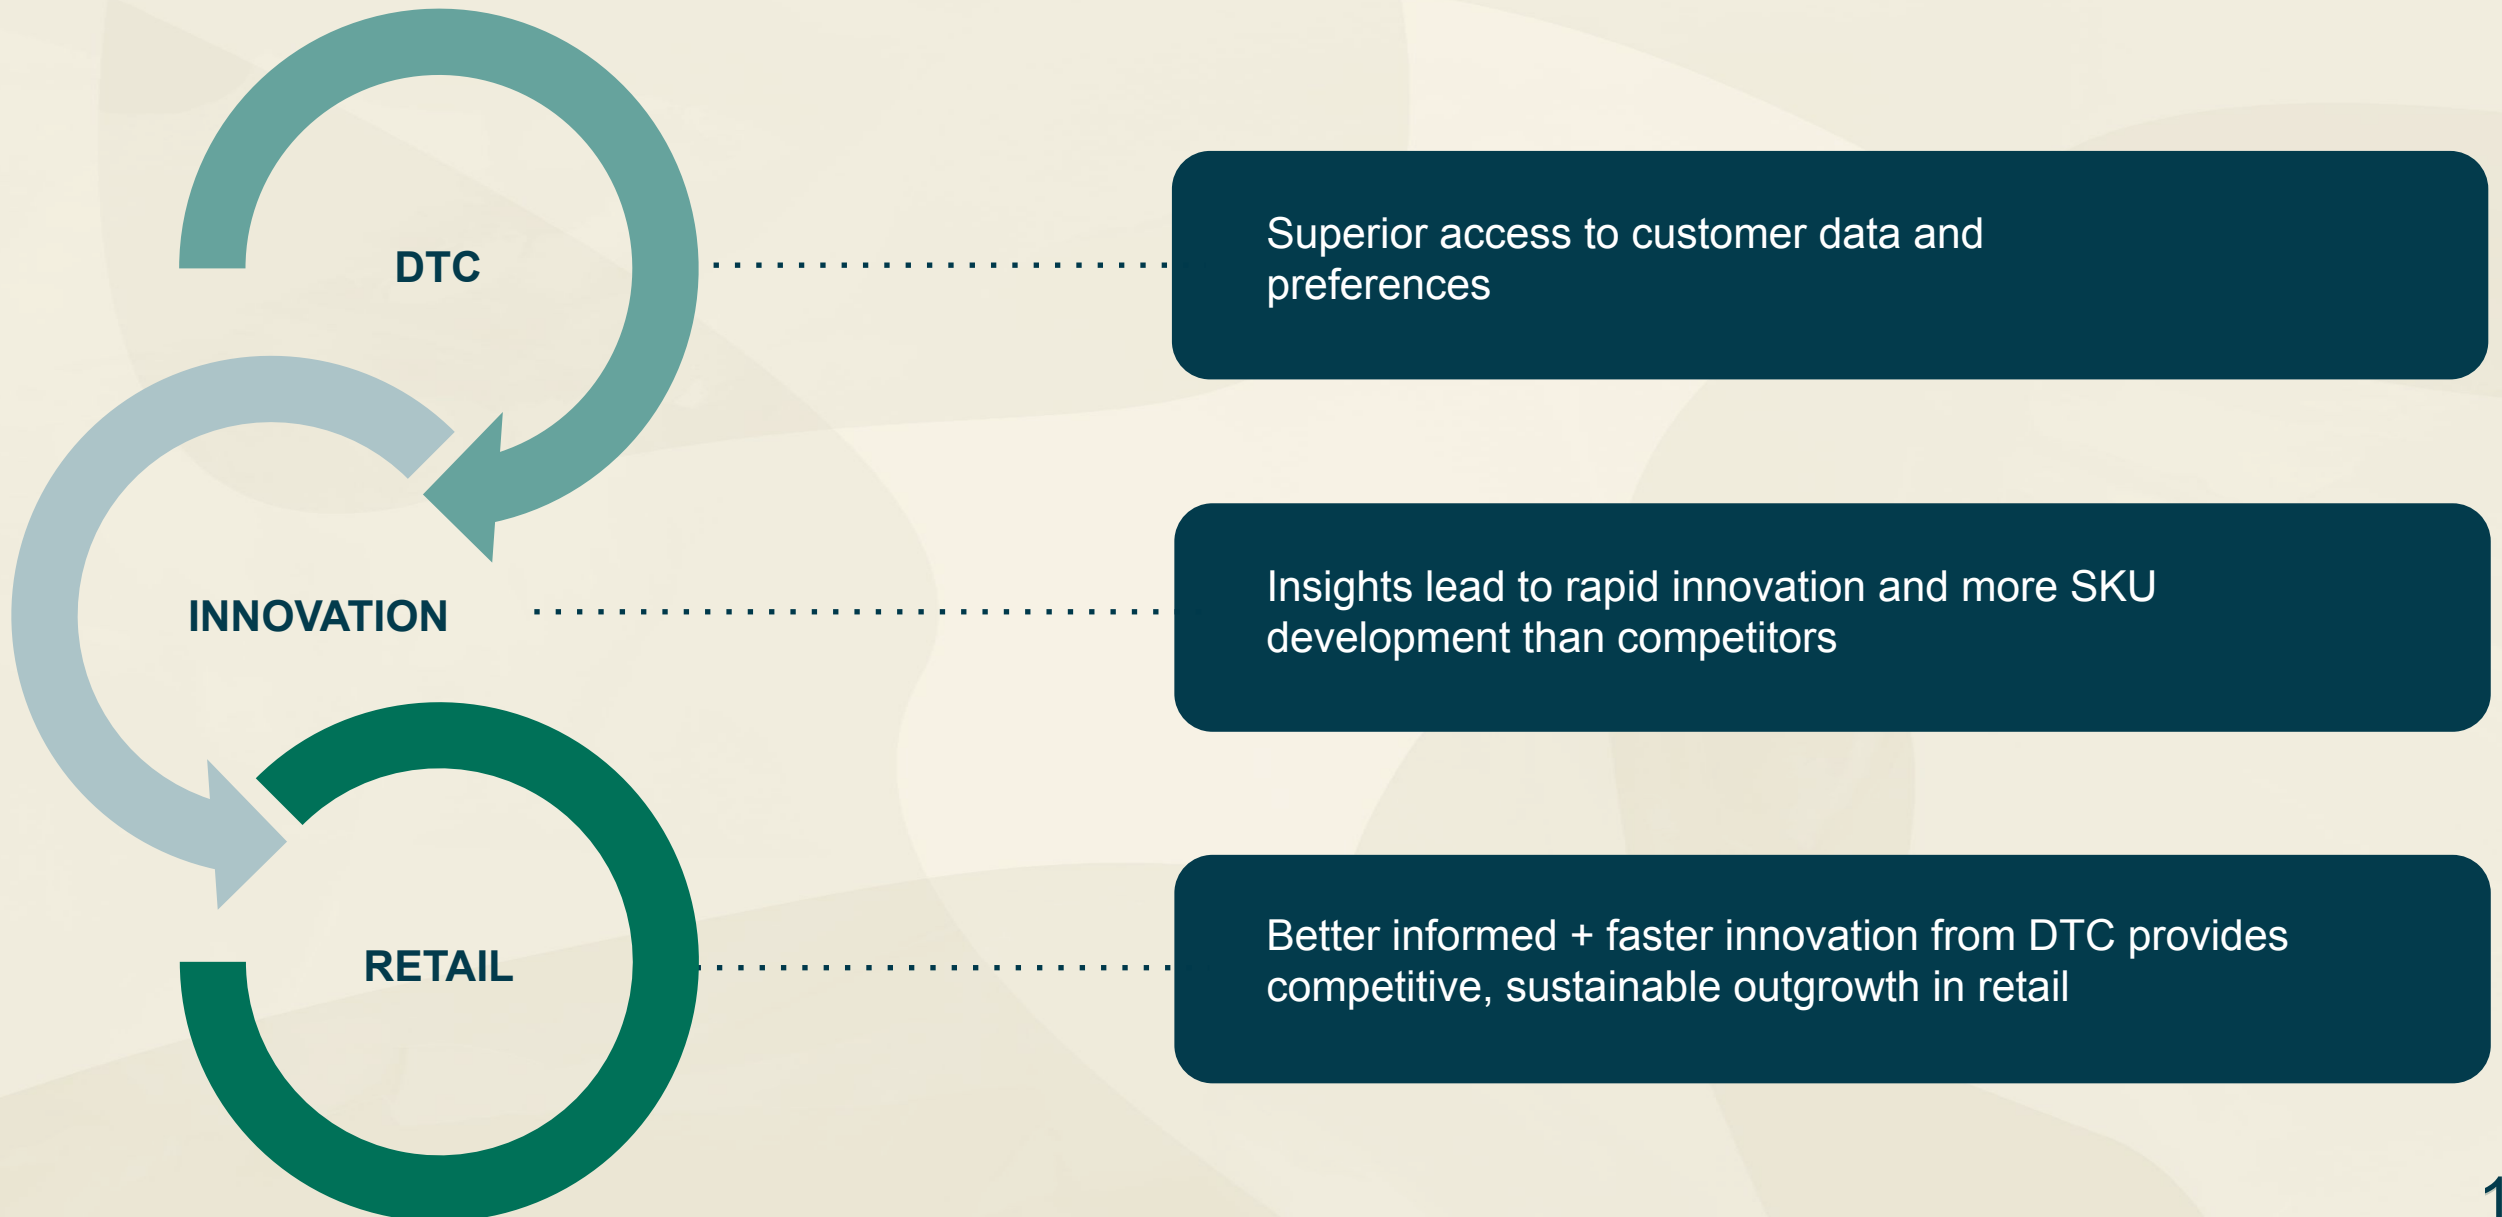 DTC
Superior access to customer data and
preferences
INNOVATION
Insights lead to rapid innovation and more SKU
development than competitors
RETAIL
Better informed + faster innovation from DTC provides
competitive, sustainable outgrowth in retail